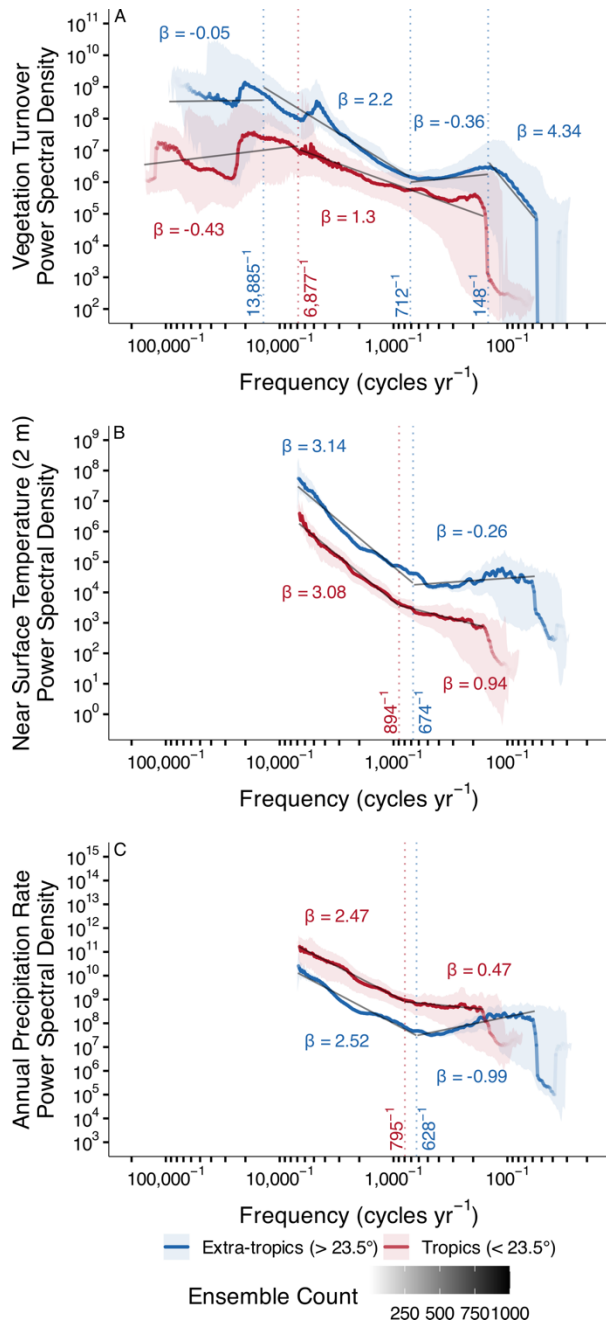 A
Vegetation Turnover
Power Spectral Density
10¹¹
10¹⁰
10⁹
10⁸
10⁷
10⁶
10⁵
10⁴
10³
10²
β = -0.05
β = 2.2
β = -0.36
β = 4.34
β = -0.43
β = 1.3
13,885⁻¹
6,877⁻¹
712⁻¹
148⁻¹
100,000⁻¹ 10,000⁻¹ 1,000⁻¹ 100⁻¹
Frequency (cycles yr⁻¹)
B
Near Surface Temperature (2 m)
Power Spectral Density
10⁹
10⁸
10⁷
10⁶
10⁵
10⁴
10³
10²
10¹
10⁰
β = 3.14
β = -0.26
β = 3.08
β = 0.94
894⁻¹
674⁻¹
100,000⁻¹ 10,000⁻¹ 1,000⁻¹ 100⁻¹
Frequency (cycles yr⁻¹)
C
Annual Precipitation Rate
Power Spectral Density
10¹⁵
10¹⁴
10¹³
10¹²
10¹¹
10¹⁰
10⁹
10⁸
10⁷
10⁶
10⁵
10⁴
10³
β = 2.47
β = 0.47
β = 2.52
β = -0.99
795⁻¹
628⁻¹
100,000⁻¹ 10,000⁻¹ 1,000⁻¹ 100⁻¹
Frequency (cycles yr⁻¹)
Extra-tropics (> 23.5°) Tropics (< 23.5°)
Ensemble Count
250 500 750 1000